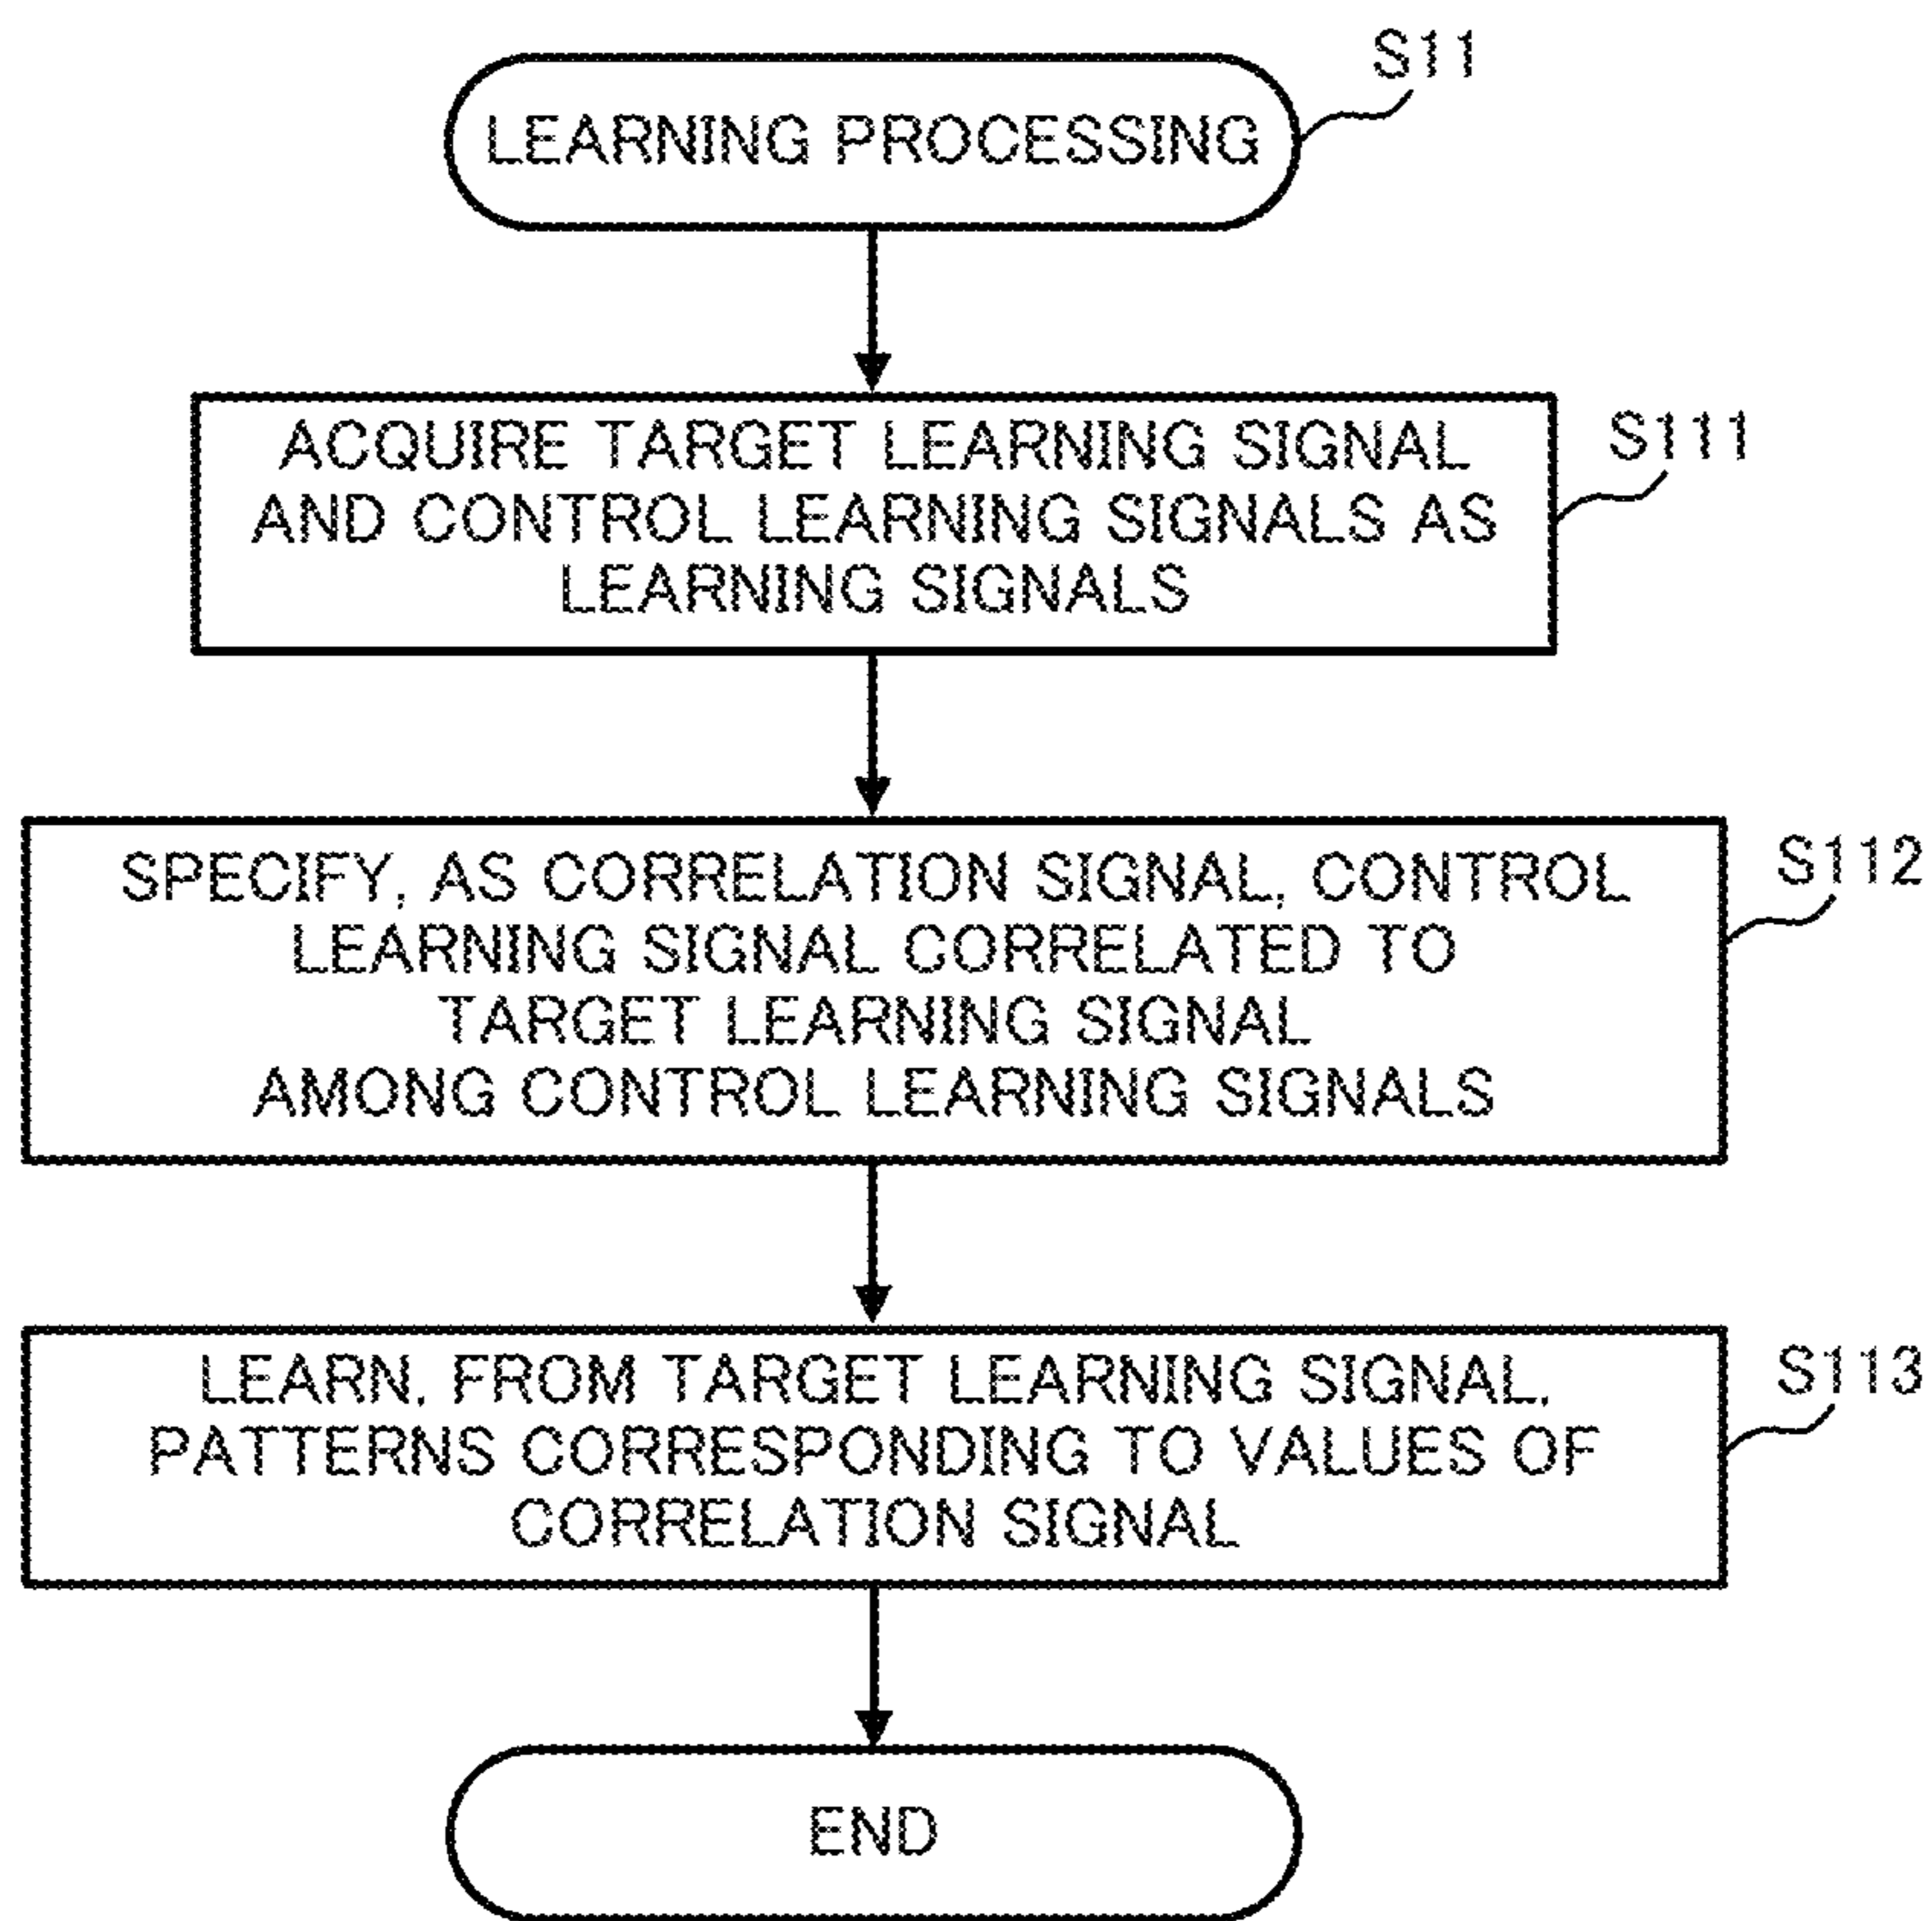 S11
LEARNING PROCESSING
ACQUIRE TARGET LEARNING SIGNAL
AND CONTROL LEARNING SIGNALS AS
LEARNING SIGNALS
S111
SPECIFY, AS CORRELATION SIGNAL, CONTROL
LEARNING SIGNAL CORRELATED TO
TARGET LEARNING SIGNAL
AMONG CONTROL LEARNING SIGNALS
S112
LEARN, FROM TARGET LEARNING SIGNAL,
PATTERNS CORRESPONDING TO VALUES OF
CORRELATION SIGNAL
S113
END